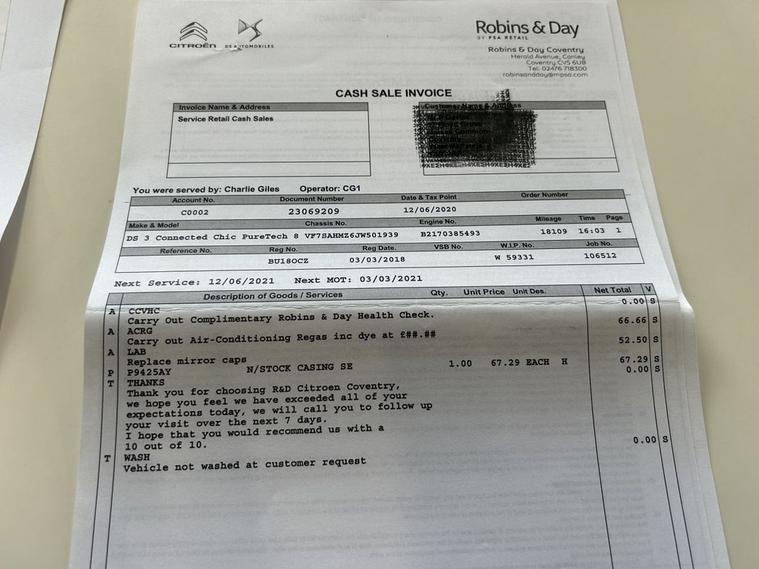 CITROËN DS AUTOMOBILES
Robins & Day
BY PSA RETAIL
Robins & Day Coventry
Herald Avenue, Canley
Coventry CV5 6UB
Tel: 02476 718300
robinsandday@mpsa.com
CASH SALE INVOICE
Invoice Name & Address
Customer Name & Address
Service Retail Cash Sales
You were served by: Charlie Giles Operator: CG1
Account No. Document Number Date & Tax Point Order Number
C0002 23069209 12/06/2020
Make & Model Chassis No. Engine No. Mileage Page
DS 3 Connected Chic PureTech 8 VF7SAHMZ6JW501939 B2170385493 18109 16:03 1
Reference No. Reg No. Reg Date. VSB No. W.I.P. No. Job No.
BU18OCZ 03/03/2018 W 59331 106512
Next Service: 12/06/2021 Next MOT: 03/03/2021
Description of Goods / Services Qty. Unit Price Unit Des. Net Total V
A CCVHC 0.00 S
Carry Out Complimentary Robins & Day Health Check.
A ACRG 66.66 S
Carry out Air-Conditioning Regas inc dye at £##.##
A LAB 52.50 S
Replace mirror caps
P P9425AY N/STOCK CASING SE 1.00 67.29 EACH H 67.29 S
T THANKS 0.00 S
Thank you for choosing R&D Citroen Coventry,
we hope you feel we have exceeded all of your
expectations today, we will call you to follow up
your visit over the next 7 days.
I hope that you would recommend us with a
10 out of 10.
T WASH 0.00 S
Vehicle not washed at customer request